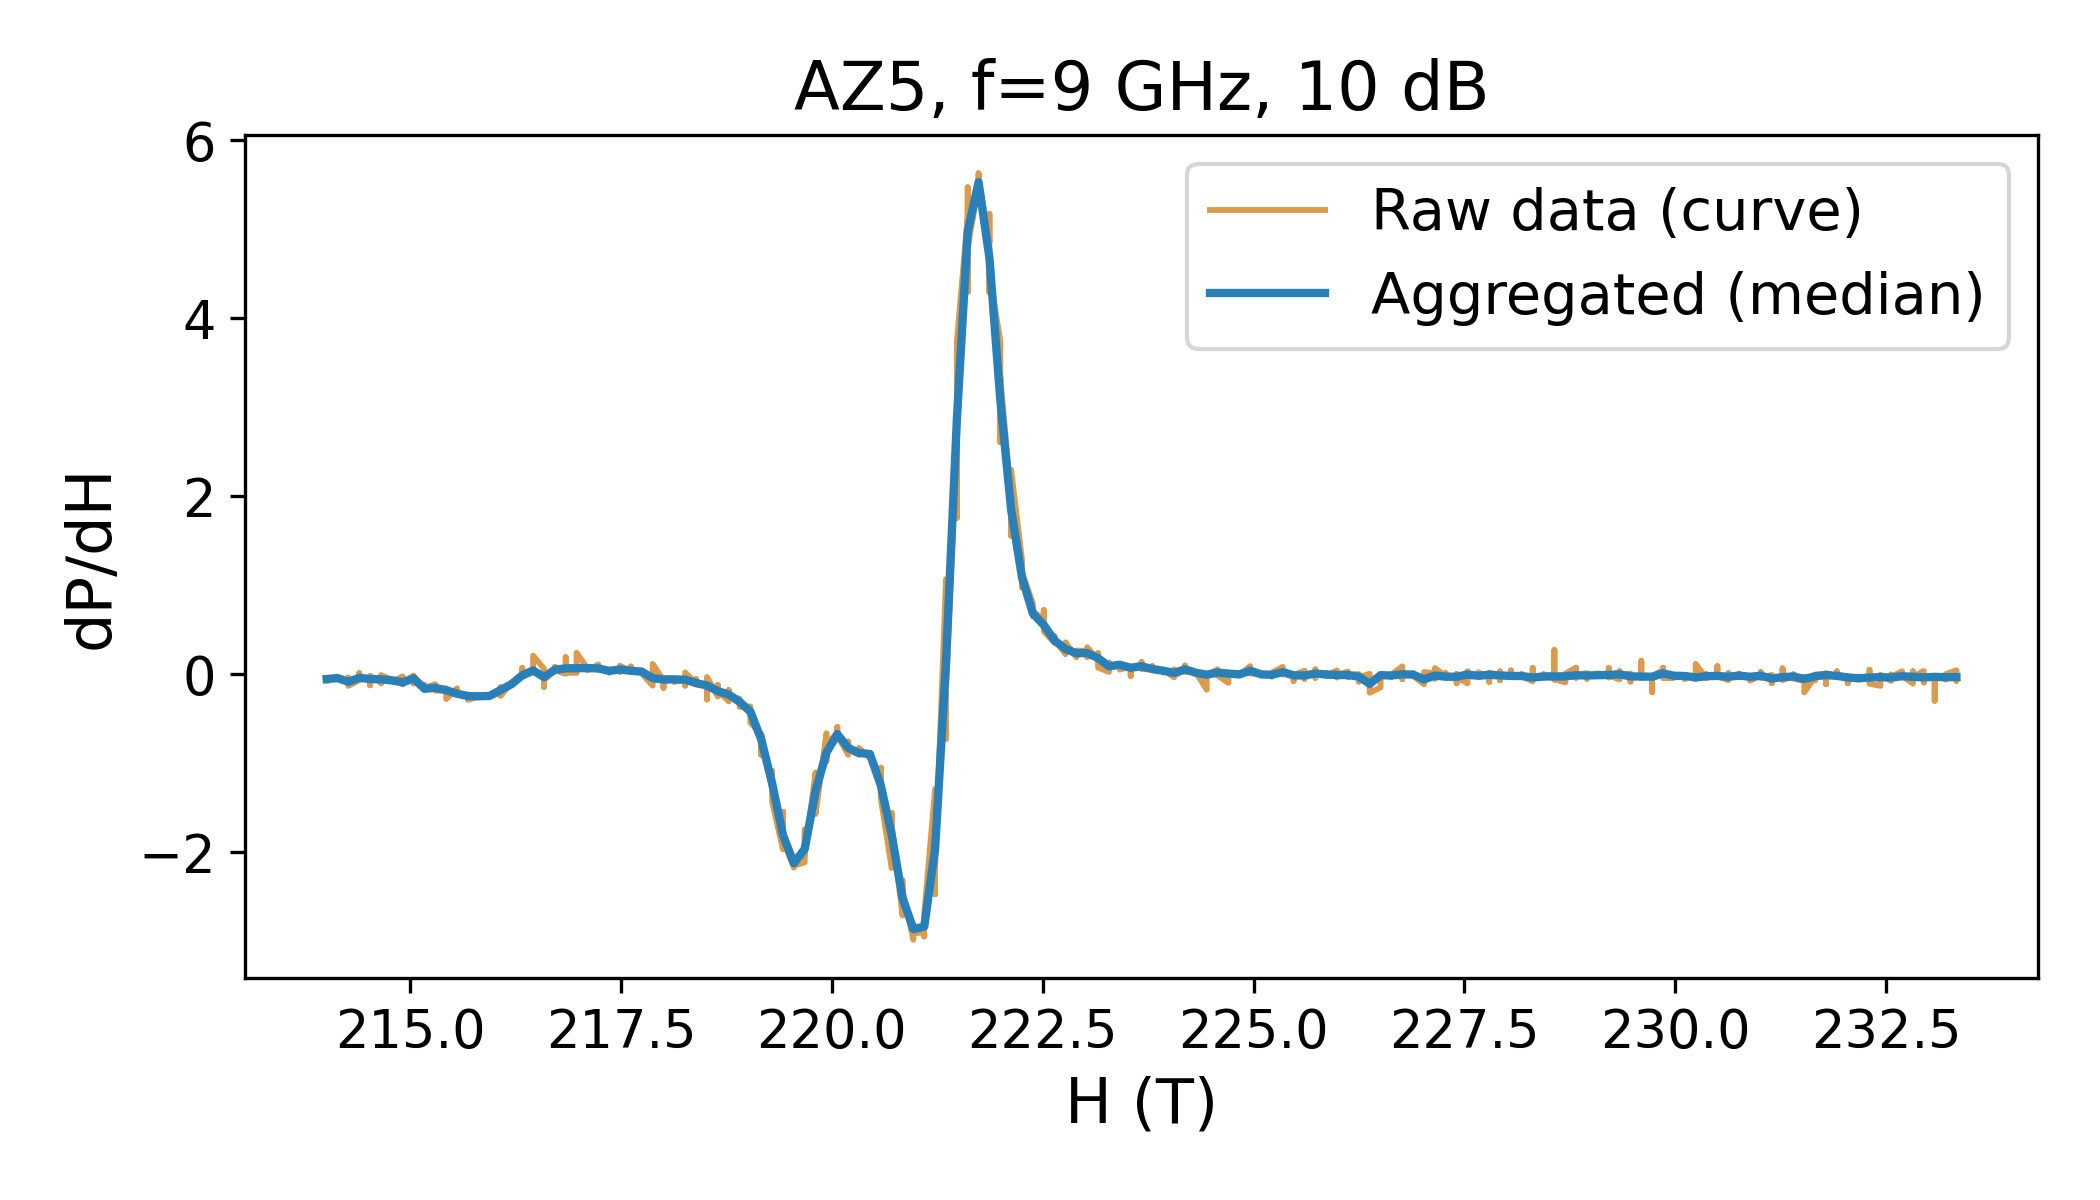 AZ5, f=9 GHz, 10 dB
6
4
2
0
−2
dP/dH
Raw data (curve)
Aggregated (median)
215.0 217.5 220.0 222.5 225.0 227.5 230.0 232.5
H (T)